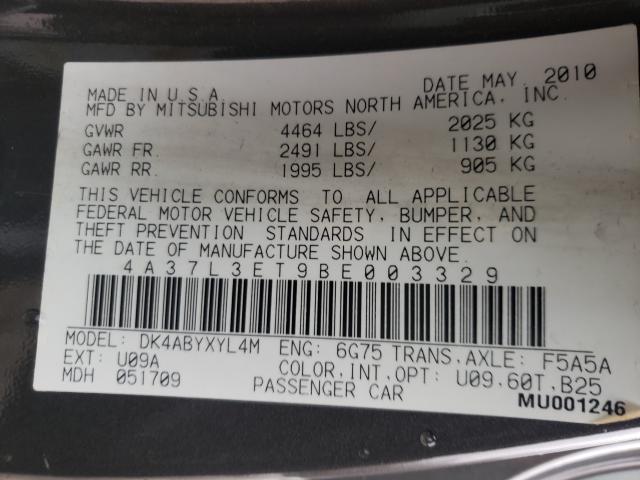 MADE IN U.S.A. DATE MAY. 2010
MFD BY MITSUBISHI MOTORS NORTH AMERICA, INC.
GVWR 4464 LBS/ 2025 KG
GAWR FR. 2491 LBS/ 1130 KG
GAWR RR. 1995 LBS/ 905 KG
THIS VEHICLE CONFORMS TO ALL APPLICABLE
FEDERAL MOTOR VEHICLE SAFETY, BUMPER, AND
THEFT PREVENTION STANDARDS IN EFFECT ON
THE DATE OF MANUFACTURE SHOWN ABOVE.
4A37L3ET9BE003329
MODEL: DK4ABYXYL4M ENG: 6G75 TRANS,AXLE: F5A5A
EXT: U09A COLOR,INT,OPT: U09,60T,B25
MDH 051709 PASSENGER CAR
MU001246